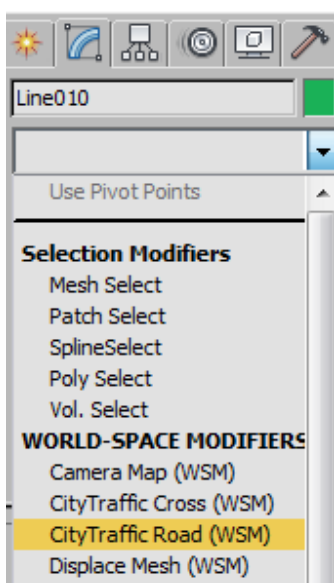 Line010
Use Pivot Points
Selection Modifiers
Mesh Select
Patch Select
SplineSelect
Poly Select
Vol. Select
WORLD-SPACE MODIFIERS
Camera Map (WSM)
CityTraffic Cross (WSM)
CityTraffic Road (WSM)
Displace Mesh (WSM)